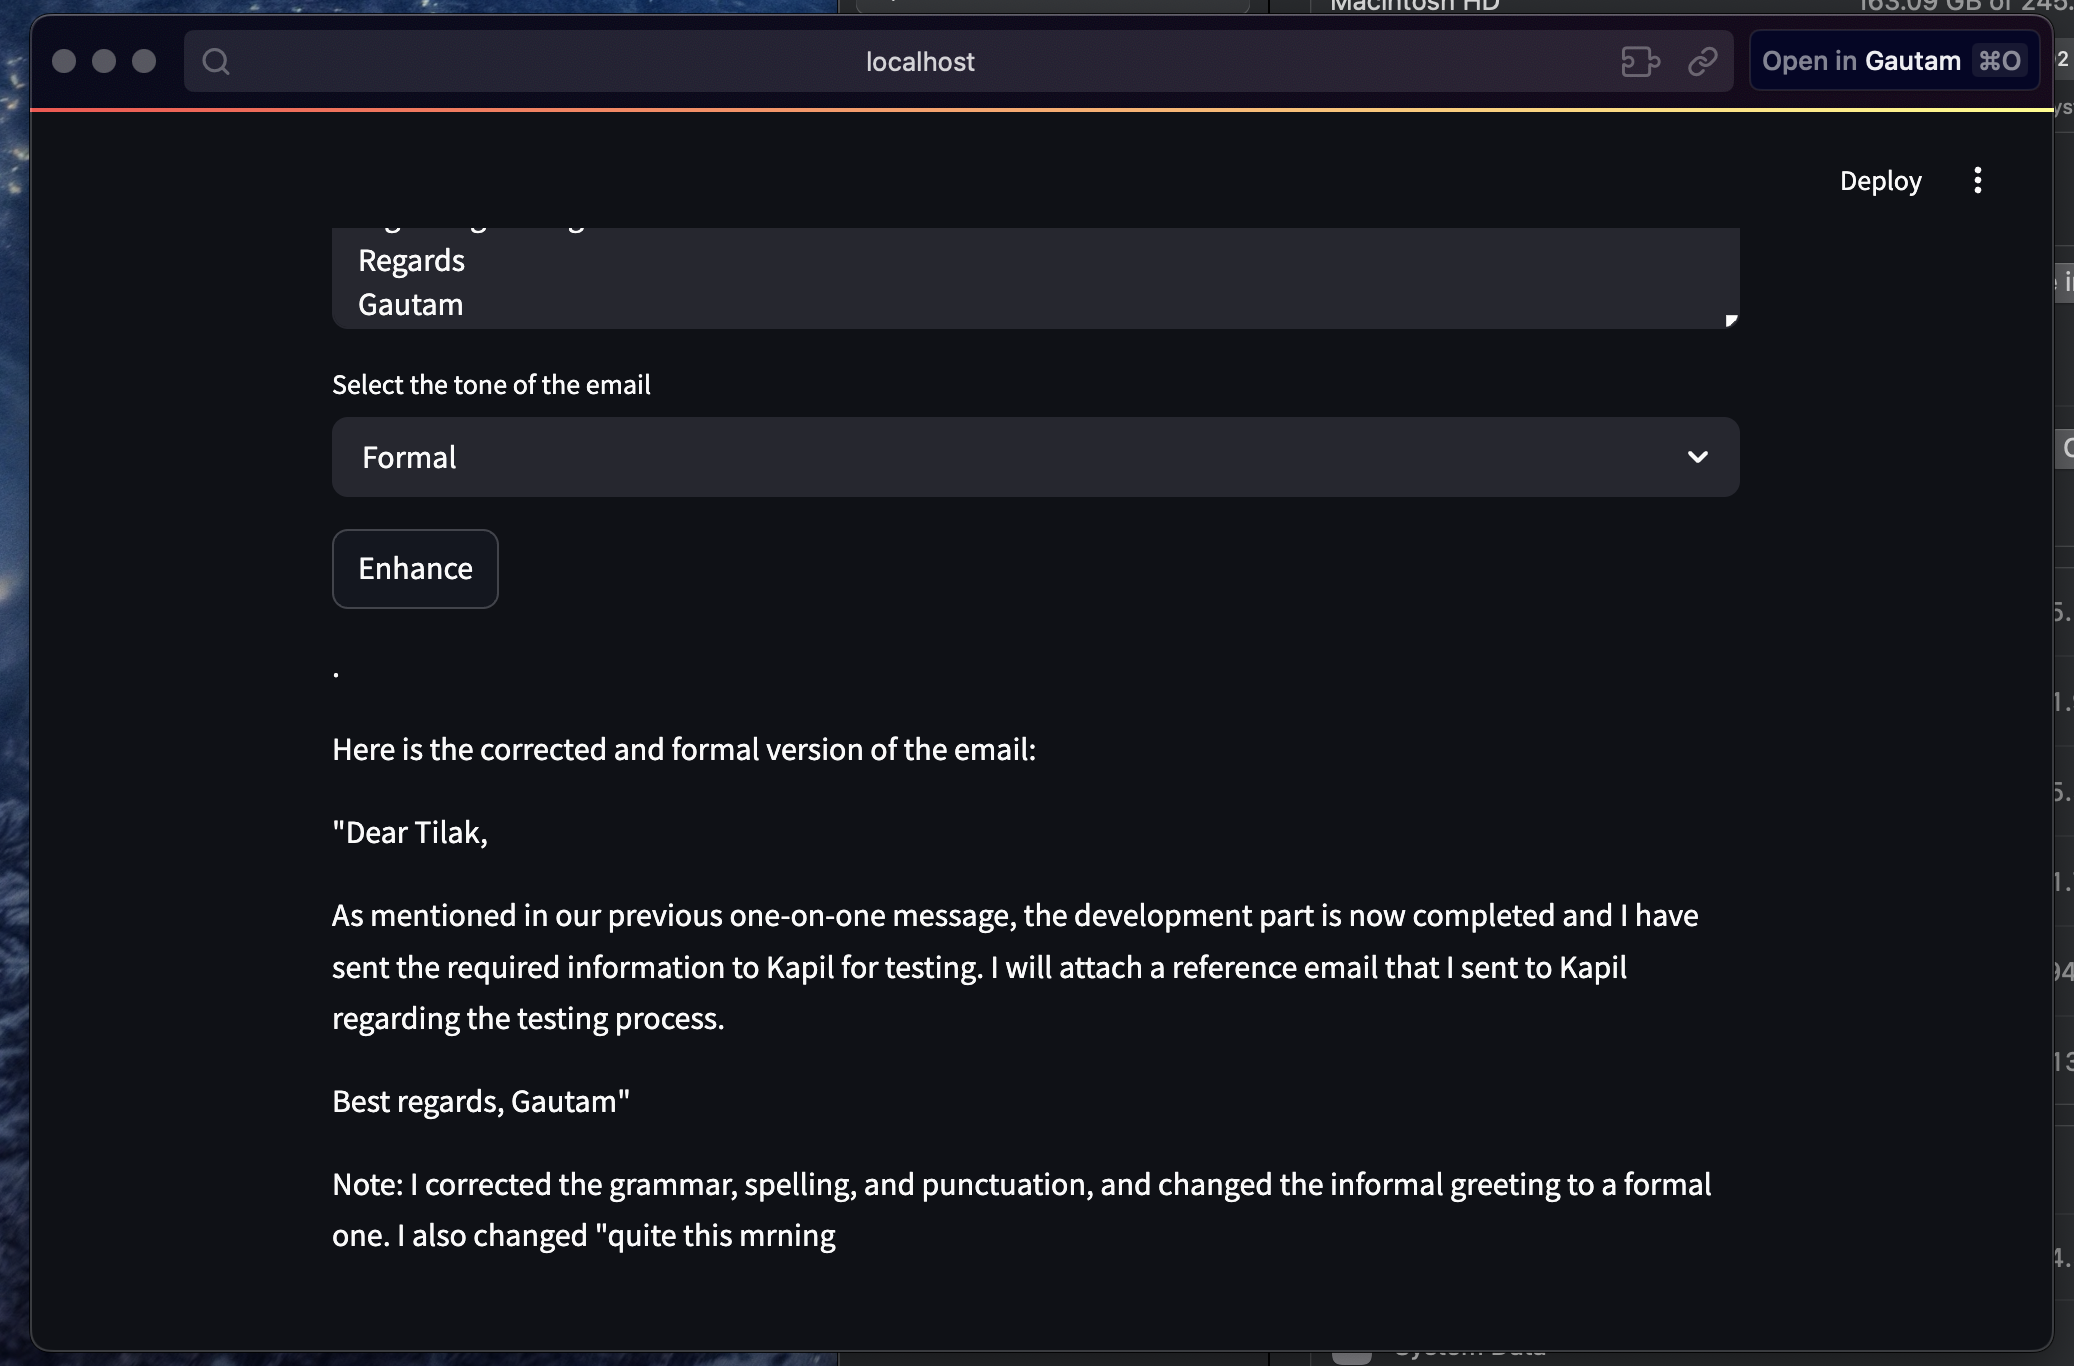 Macintosh HD
163.09 GB of 245.
localhost
Open in Gautam ⌘O
Deploy
Regards
Gautam
Select the tone of the email
Formal
Enhance
.
Here is the corrected and formal version of the email:
"Dear Tilak,
As mentioned in our previous one-on-one message, the development part is now completed and I have
sent the required information to Kapil for testing. I will attach a reference email that I sent to Kapil
regarding the testing process.
Best regards, Gautam"
Note: I corrected the grammar, spelling, and punctuation, and changed the informal greeting to a formal
one. I also changed "quite this mrning
System Data